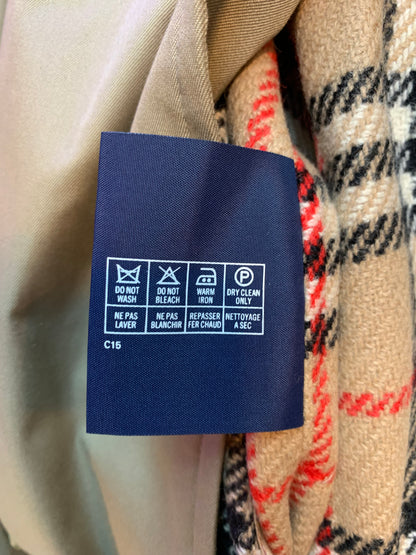 P
DO NOT WASH
DO NOT BLEACH
WARM IRON
DRY CLEAN ONLY
NE PAS LAVER
NE PAS BLANCHIR
REPASSER FER CHAUD
NETTOYAGE A SEC
C15